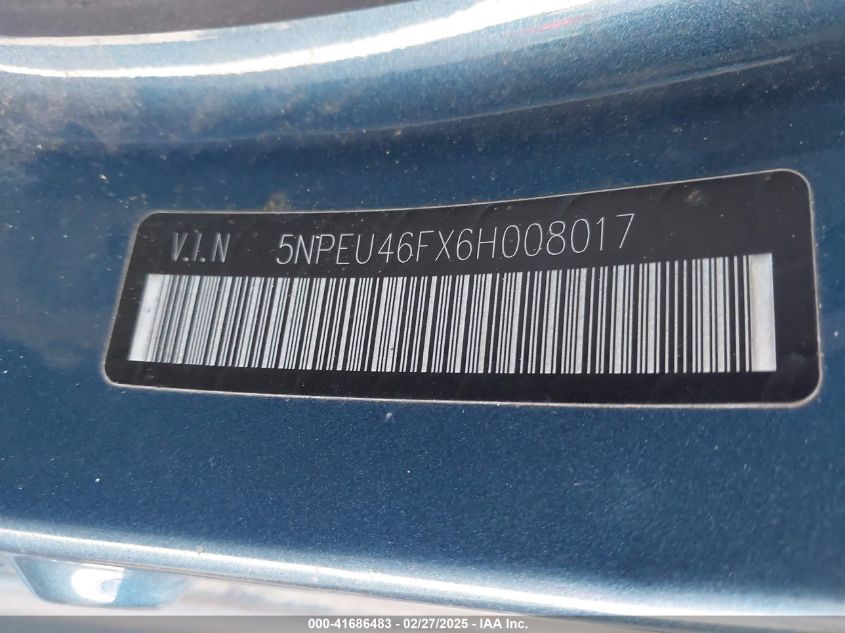 V.I.N 5NPEU46FX6H008017
000-41686483 - 02/27/2025 - IAA Inc.